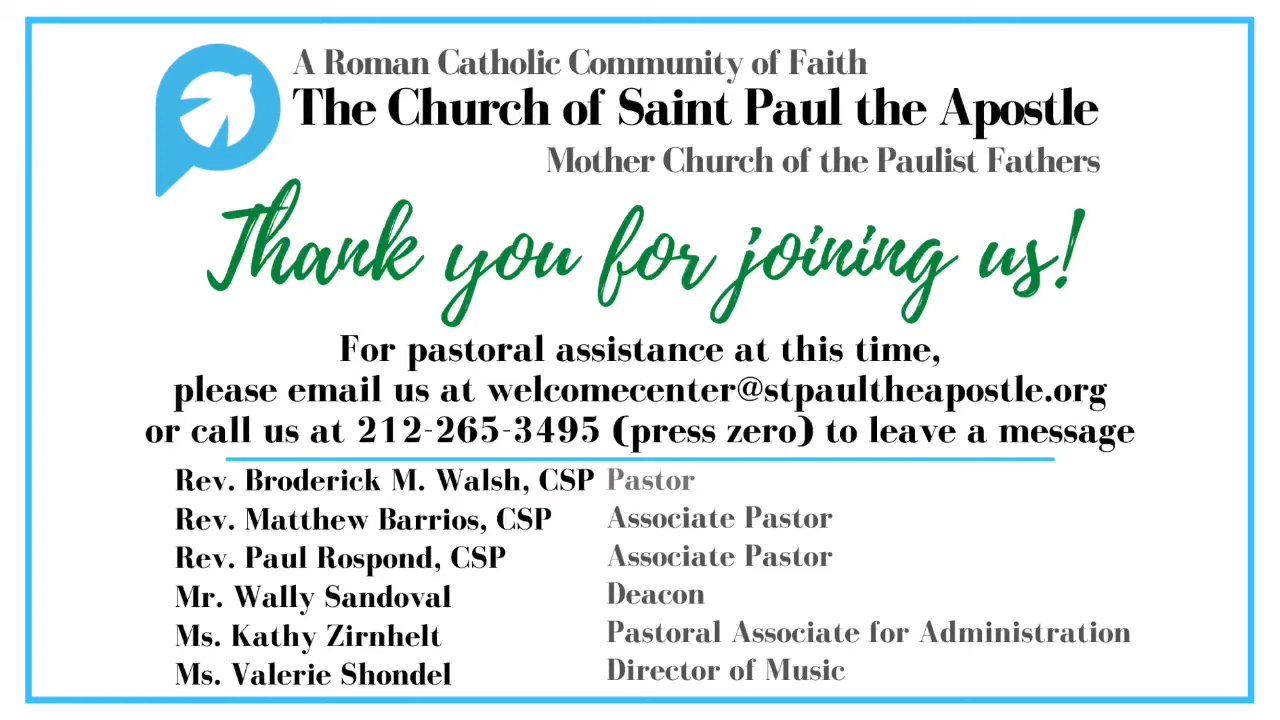 A Roman Catholic Community of Faith
The Church of Saint Paul the Apostle
Mother Church of the Paulist Fathers
Thank you for joining us!
For pastoral assistance at this time,
please email us at welcomecenter@stpaultheapostle.org
or call us at 212-265-3495 (press zero) to leave a message
Rev. Broderick M. Walsh, CSP Pastor
Rev. Matthew Barrios, CSP Associate Pastor
Rev. Paul Rospond, CSP Associate Pastor
Mr. Wally Sandoval Deacon
Ms. Kathy Zirnhelt Pastoral Associate for Administration
Ms. Valerie Shondel Director of Music